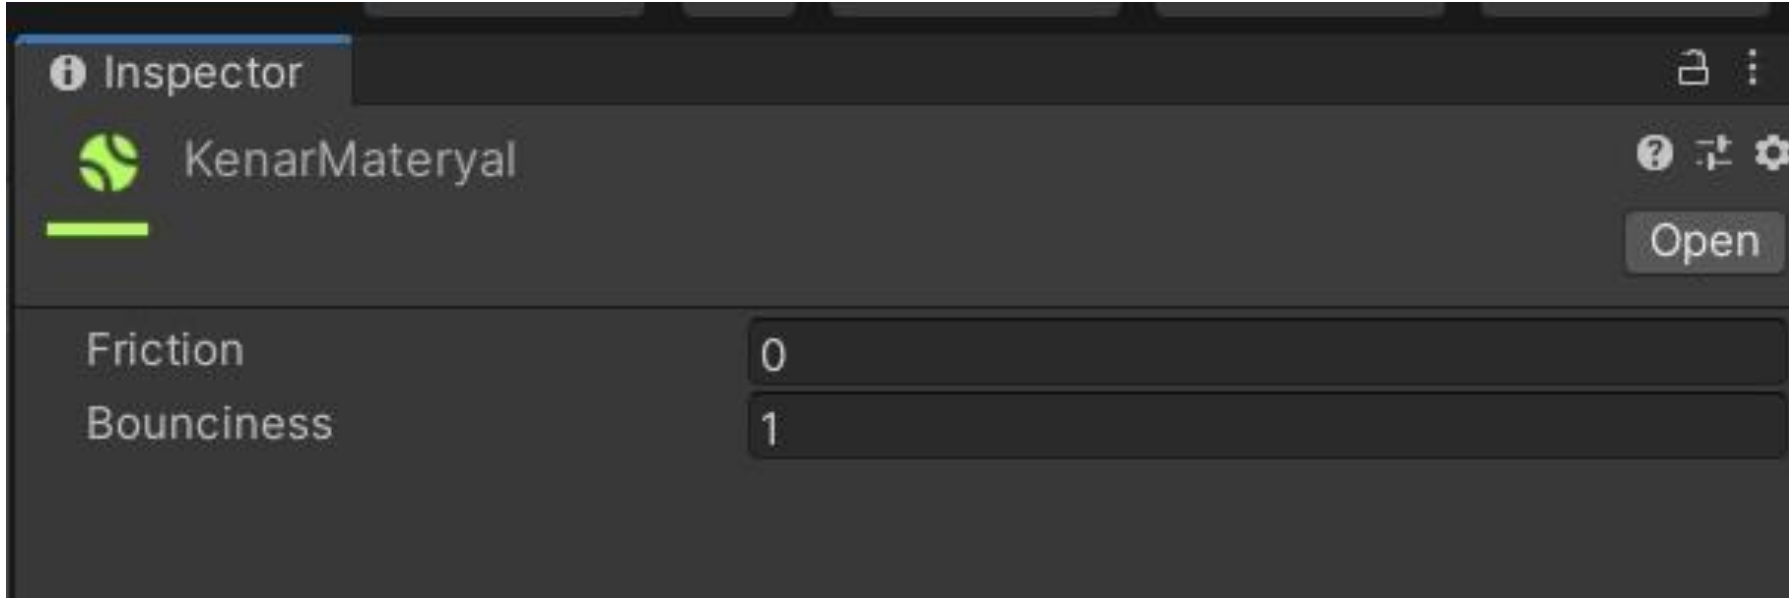 Inspector
KenarMateryal
Open
Friction 0
Bounciness 1